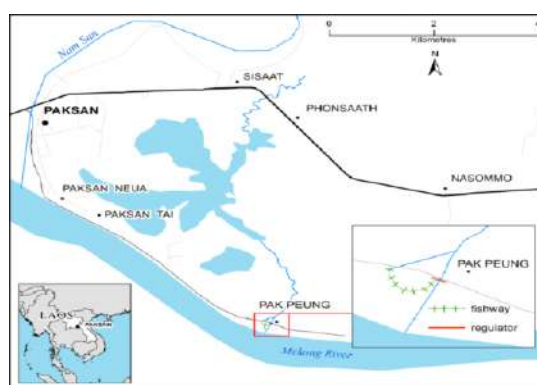 0
2
4
Kilometres
N
Nam San
SISAAT
PAKSAN
PHONSAATH
NASOMMO
PAKSAN NEUA
PAKSAN TAI
PAK PEUNG
PAK PEUNG
fishway
regulator
LAOS
PAKSAN
Mekong River